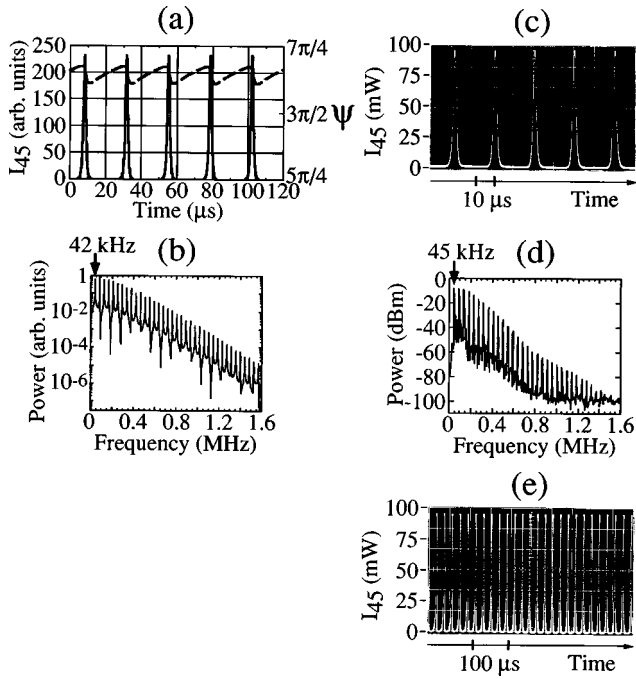 (a)
I45 (arb. units)
250
200
150
100
50
0
7π/4
3π/2
5π/4
Ψ
0 20 40 60 80 100 120
Time (μs)
(c)
I45 (mW)
100
75
50
25
0
10 μs
Time
(b)
42 kHz
Power (arb. units)
1
10-2
10-4
10-6
0 0.4 0.8 1.2 1.6
Frequency (MHz)
(d)
45 kHz
Power (dBm)
0
-20
-40
-60
-80
-100
0 0.4 0.8 1.2 1.6
Frequency (MHz)
(e)
I45 (mW)
100
75
50
25
0
100 μs
Time